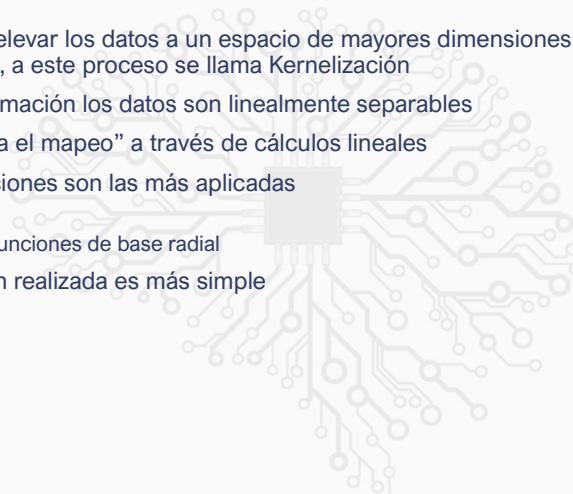 elevar los datos a un espacio de mayores dimensiones
, a este proceso se llama Kernelización
mación los datos son linealmente separables
a el mapeo” a través de cálculos lineales
ciones son las más aplicadas
unciones de base radial
n realizada es más simple